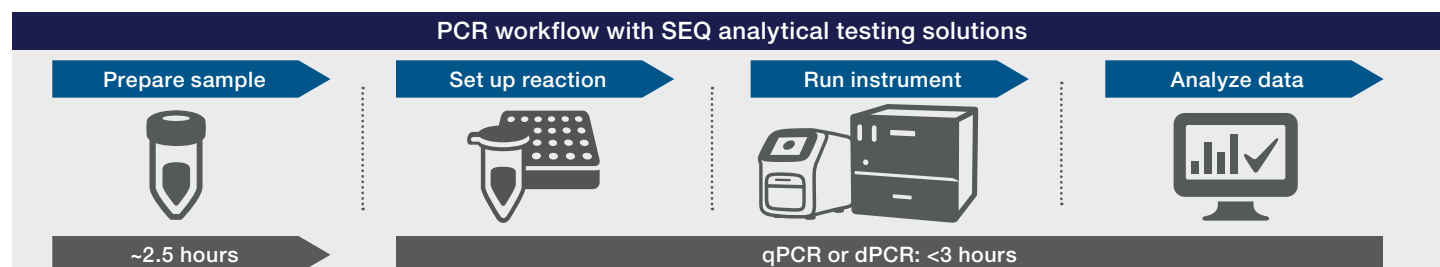 PCR workflow with SEQ analytical testing solutions
Prepare sample
Set up reaction
Run instrument
Analyze data
~2.5 hours
qPCR or dPCR: <3 hours